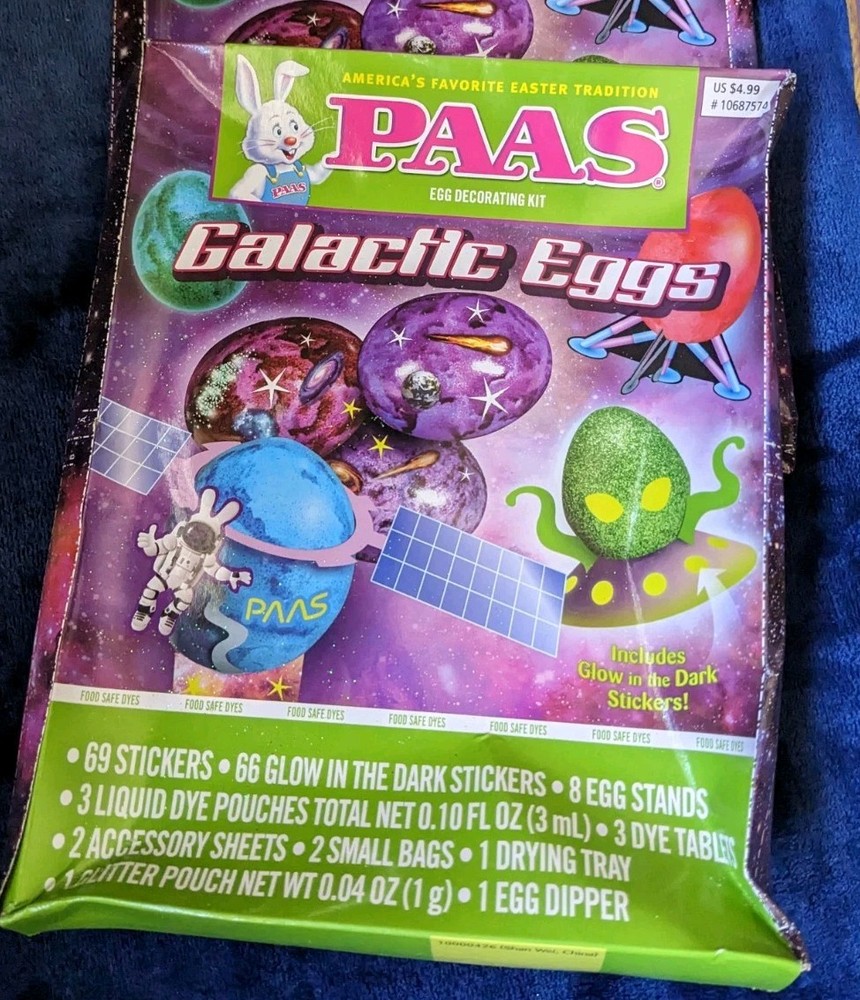 AMERICA'S FAVORITE EASTER TRADITION
US $4.99
# 10687574
PAAS®
PAAS
EGG DECORATING KIT
Galactic Eggs
PAAS
Includes
Glow in the Dark
Stickers!
FOOD SAFE DYES FOOD SAFE DYES FOOD SAFE DYES FOOD SAFE DYES FOOD SAFE DYES FOOD SAFE DYES FOOD SAFE DYES
• 69 STICKERS • 66 GLOW IN THE DARK STICKERS • 8 EGG STANDS
• 3 LIQUID DYE POUCHES TOTAL NET 0.10 FL OZ (3 mL) • 3 DYE TABLETS
• 2 ACCESSORY SHEETS • 2 SMALL BAGS • 1 DRYING TRAY
• 1 GLITTER POUCH NET WT 0.04 OZ (1 g) • 1 EGG DIPPER
(Shan Wei, China)